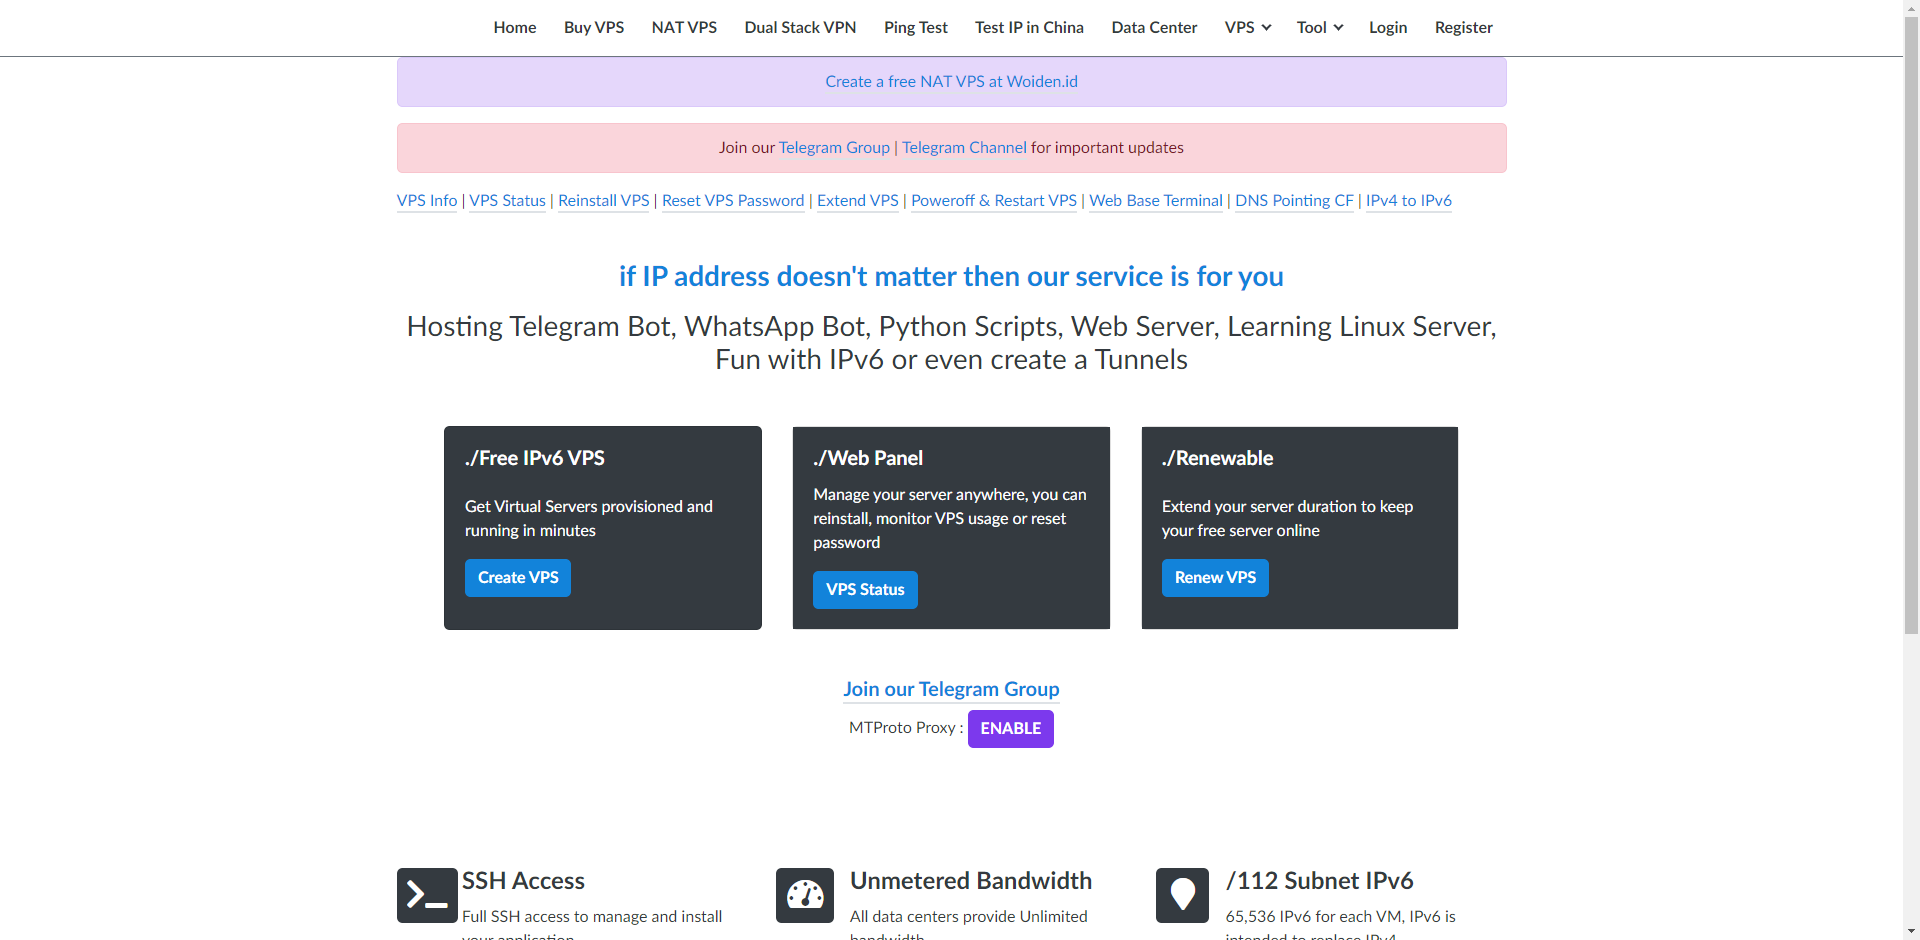 Home Buy VPS NAT VPS Dual Stack VPN Ping Test Test IP in China Data Center VPS Tool Login Register
Create a free NAT VPS at Woiden.id
Join our Telegram Group | Telegram Channel for important updates
VPS Info | VPS Status | Reinstall VPS | Reset VPS Password | Extend VPS | Poweroff & Restart VPS | Web Base Terminal | DNS Pointing CF | IPv4 to IPv6
if IP address doesn't matter then our service is for you
Hosting Telegram Bot, WhatsApp Bot, Python Scripts, Web Server, Learning Linux Server,
Fun with IPv6 or even create a Tunnels
./Free IPv6 VPS
Get Virtual Servers provisioned and
running in minutes
Create VPS
./Web Panel
Manage your server anywhere, you can
reinstall, monitor VPS usage or reset
password
VPS Status
./Renewable
Extend your server duration to keep
your free server online
Renew VPS
Join our Telegram Group
MTProto Proxy : ENABLE
SSH Access
Full SSH access to manage and install
your application
Unmetered Bandwidth
All data centers provide Unlimited
bandwidth
/112 Subnet IPv6
65,536 IPv6 for each VM, IPv6 is
intended to replace IPv4